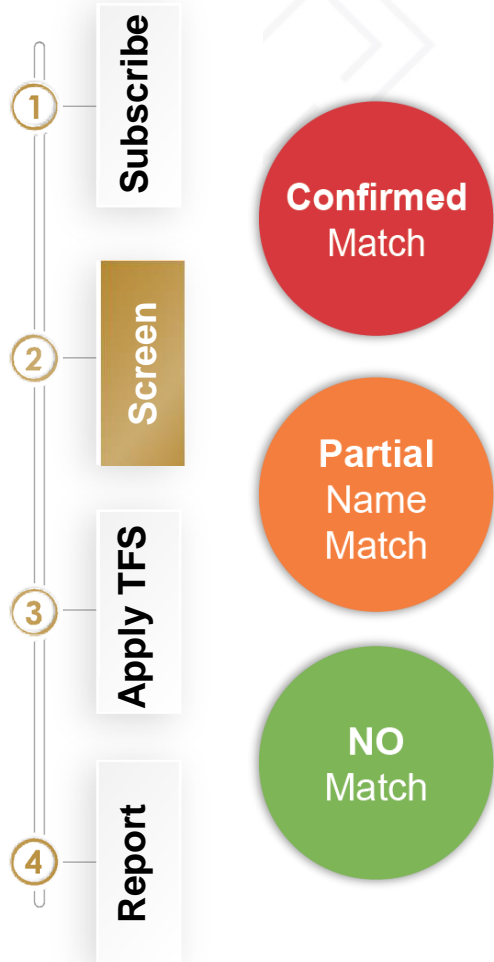 1
Subscribe
2
Screen
3
Apply TFS
4
Report
Confirmed
Match
Partial
Name
Match
NO
Match